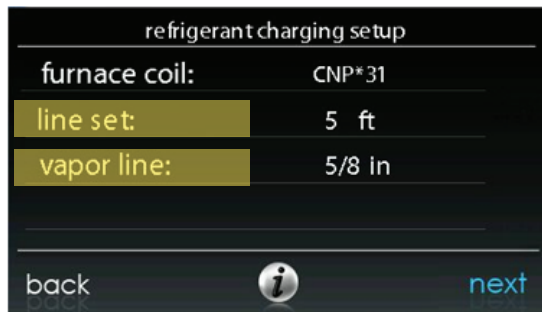 refrigerant charging setup
furnace coil: CNP*31
line set: 5 ft
vapor line: 5/8 in
back i next